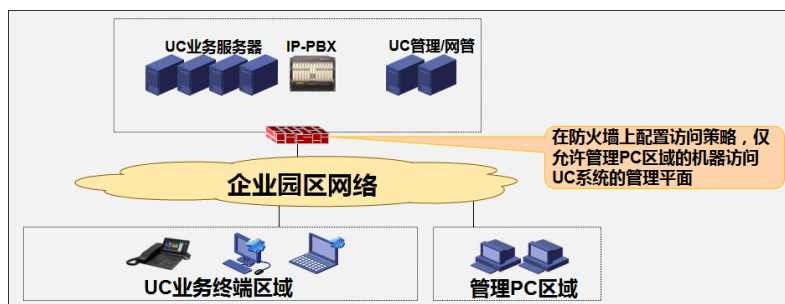 UC业务服务器
IP-PBX
UC管理/网管
在防火墙上配置访问策略，仅
允许管理PC区域的机器访问
UC系统的管理平面
企业园区网络
UC业务终端区域
管理PC区域